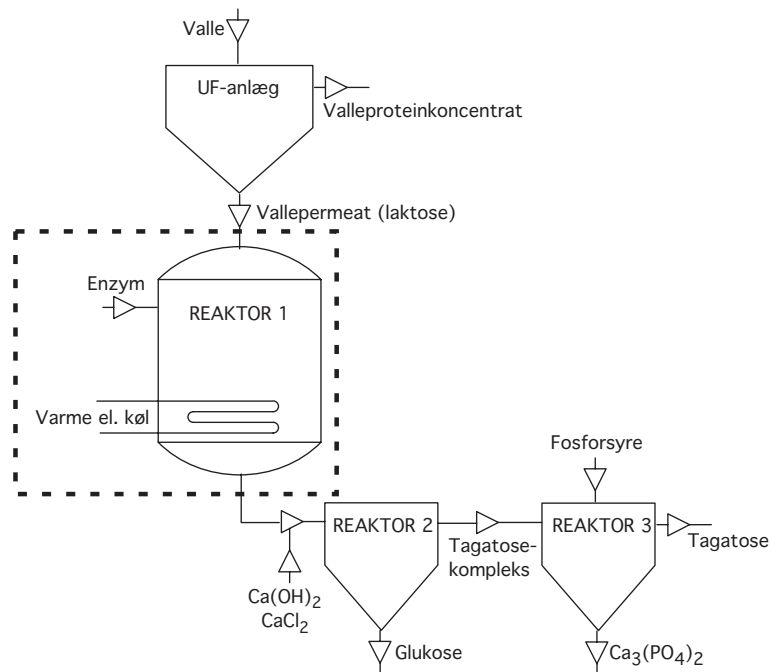 Valle
UF-anlæg
Valleproteinkoncentrat
Vallepermeat (laktose)
Enzym
REAKTOR 1
Varme el. køl
Fosforsyre
REAKTOR 2
REAKTOR 3
Tagatose-
kompleks
Tagatose
Ca(OH)2
CaCl2
Glukose
Ca3(PO4)2